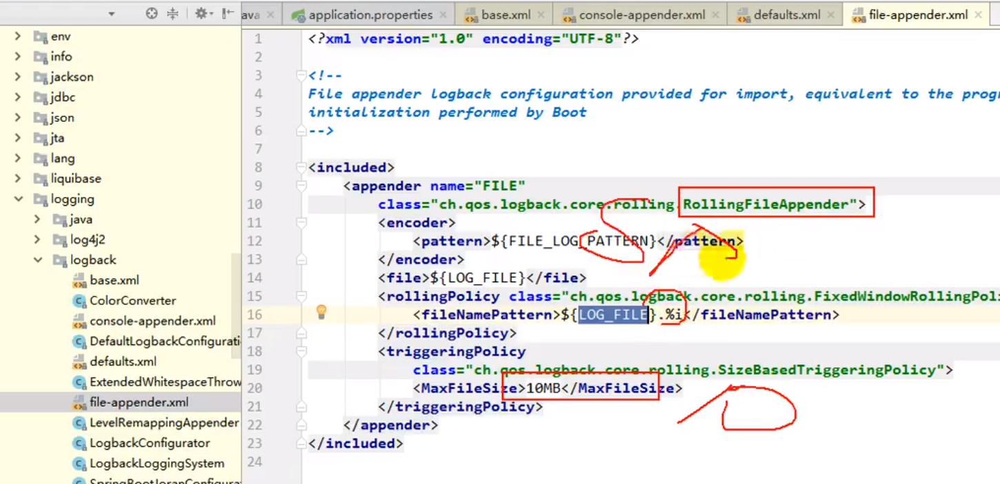 ava
application.properties
base.xml
console-appender.xml
defaults.xml
file-appender.xml
env
info
jackson
jdbc
json
jta
lang
liquibase
logging
java
log4j2
logback
base.xml
ColorConverter
console-appender.xml
DefaultLogbackConfigurati
defaults.xml
ExtendedWhitespaceThrow
file-appender.xml
LevelRemappingAppender
LogbackConfigurator
LogbackLoggingSystem
SpringBootJoranConfigurat
1 <?xml version="1.0" encoding="UTF-8"?>
2
3 <!--
4 File appender logback configuration provided for import, equivalent to the progr
5 initialization performed by Boot
6 -->
7
8 <included>
9 <appender name="FILE"
10 class="ch.qos.logback.core.rolling.RollingFileAppender">
11 <encoder>
12 <pattern>${FILE_LOG_PATTERN}</pattern>
13 </encoder>
14 <file>${LOG_FILE}</file>
15 <rollingPolicy class="ch.qos.logback.core.rolling.FixedWindowRollingPoli
16 <fileNamePattern>${LOG_FILE}.%i</fileNamePattern>
17 </rollingPolicy>
18 <triggeringPolicy
19 class="ch.qos.logback.core.rolling.SizeBasedTriggeringPolicy">
20 <MaxFileSize>10MB</MaxFileSize>
21 </triggeringPolicy>
22 </appender>
23 </included>
24